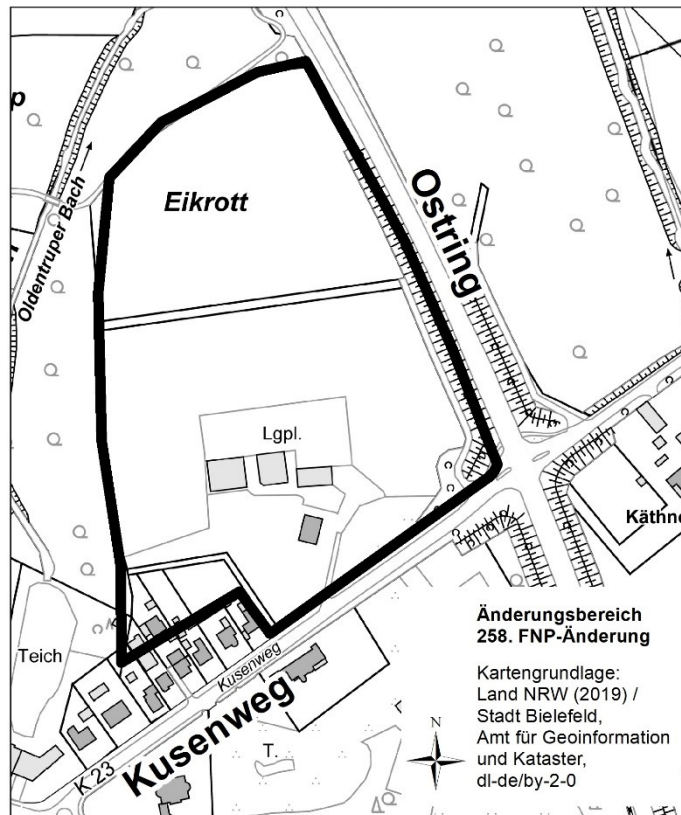 Eikrott
Ostring
Oldentruper Bach
Lgpl.
Käthne
Teich
Kusenweg
Kusenweg
K 23
T.
N
Änderungsbereich
258. FNP-Änderung
Kartengrundlage:
Land NRW (2019) /
Stadt Bielefeld,
Amt für Geoinformation
und Kataster,
dl-de/by-2-0